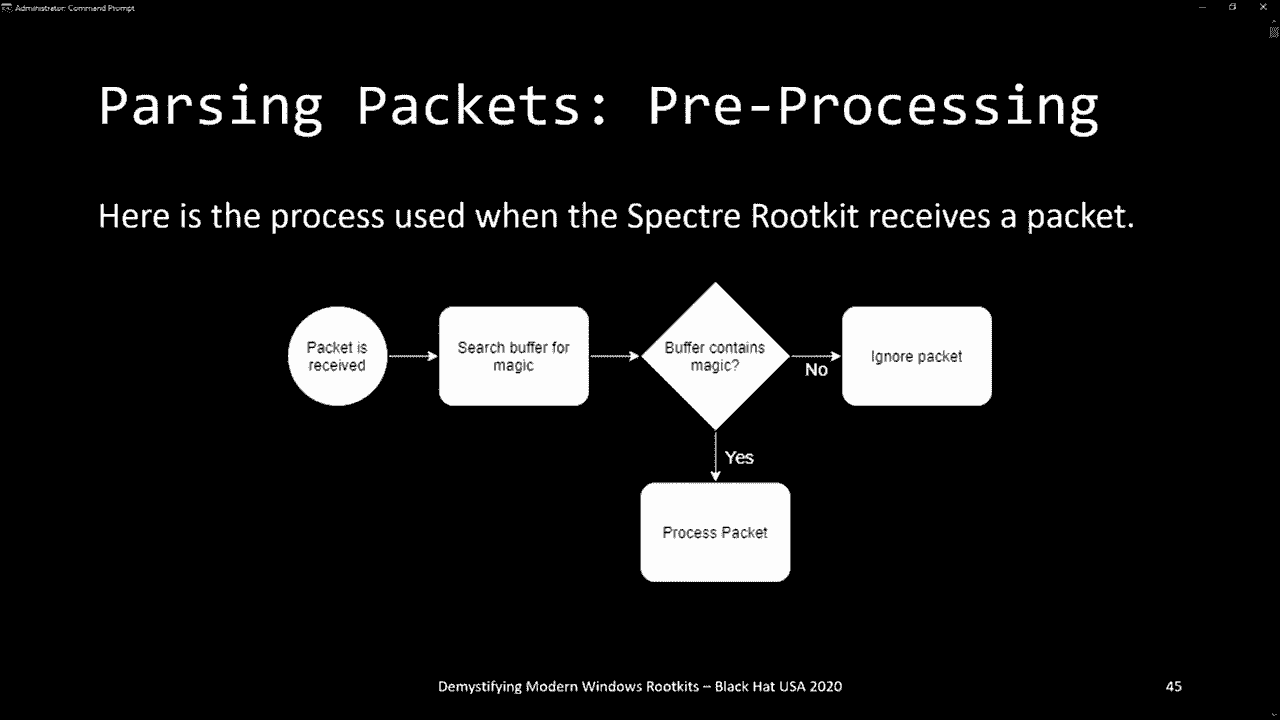 Administrator: Command Prompt
Parsing Packets: Pre-Processing
Here is the process used when the Spectre Rootkit receives a packet.
Packet is
received
Search buffer for
magic
Buffer contains
magic?
No
Ignore packet
Yes
Process Packet
Demystifying Modern Windows Rootkits – Black Hat USA 2020
45